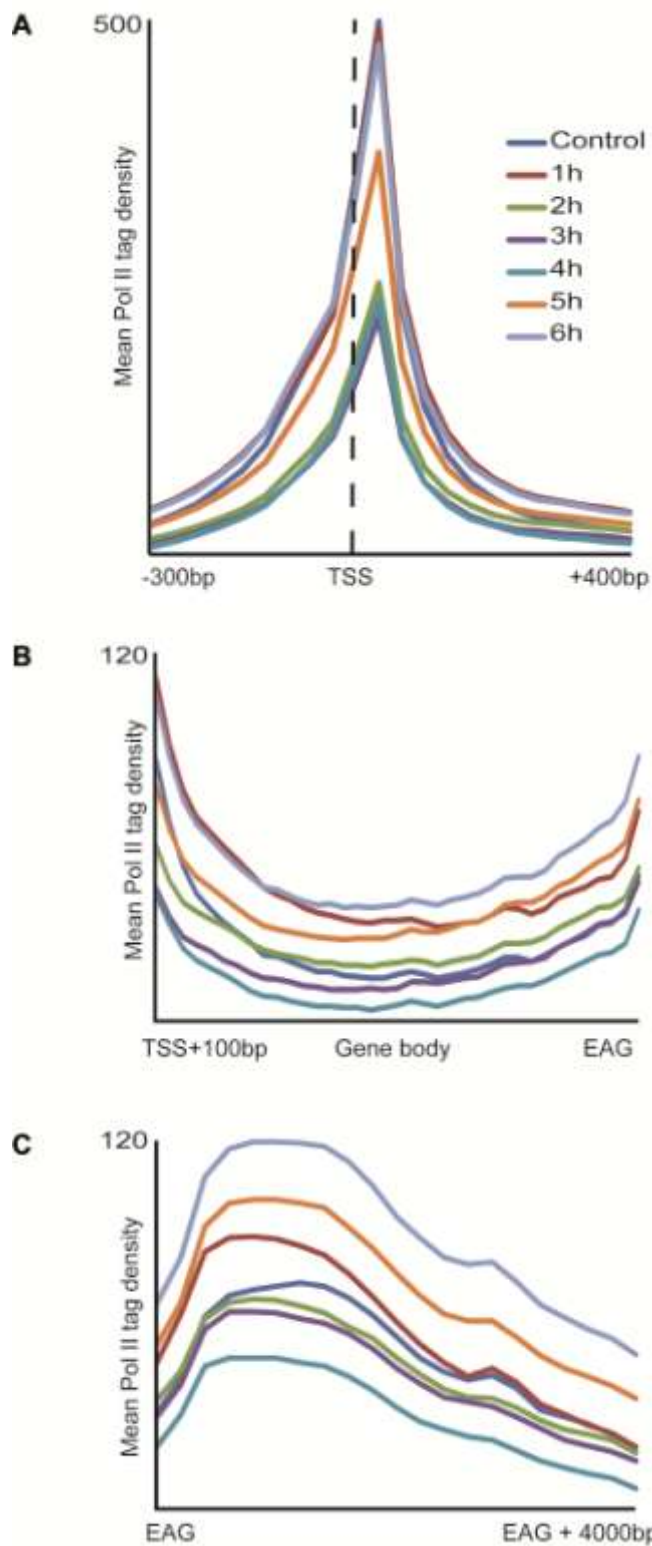 A
500
Mean Pol II tag density
Control
1h
2h
3h
4h
5h
6h
-300bp TSS +400bp
B
120
Mean Pol II tag density
TSS+100bp Gene body EAG
C
120
Mean Pol II tag density
EAG EAG + 4000bp